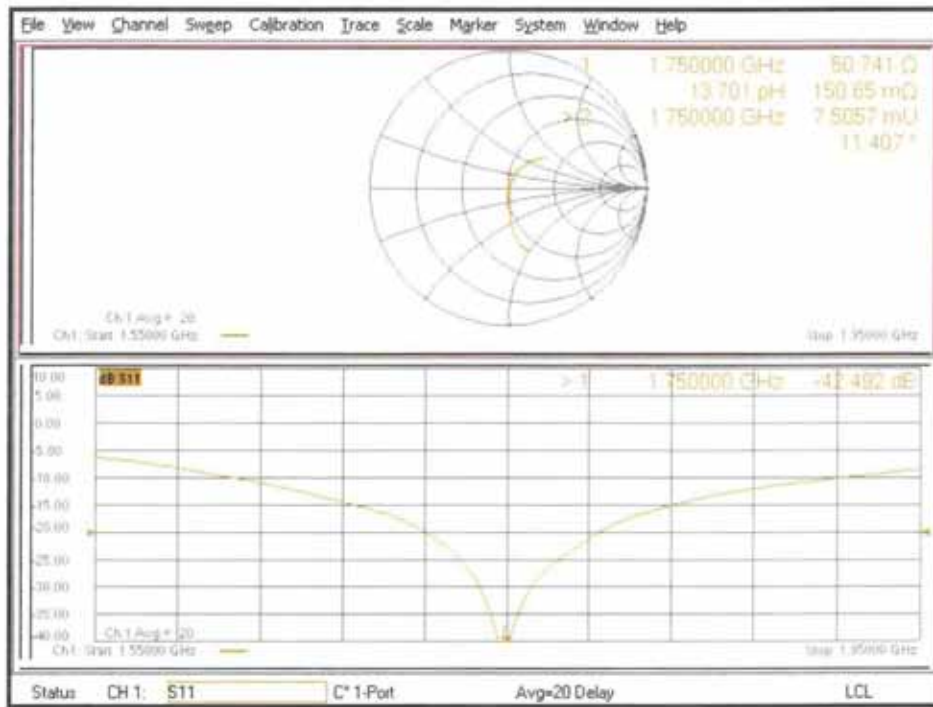 File View Channel Sweep Calibration Trace Scale Marker System Window Help
1 1.750000 GHz 50.741 Ω
13.701 pH 150.65 mΩ
> 2 1.750000 GHz 7.5057 mU
11.407 °
Ch 1 Avg = 20
Ch1: Start 1.55000 GHz
Stop 1.95000 GHz
10.00
dB S11
> 1 1.750000 GHz -42.492 dB
5.00
0.00
-5.00
-10.00
-15.00
-20.00
-25.00
-30.00
-35.00
-40.00
Ch 1 Avg = 20
Ch1: Start 1.55000 GHz
Stop 1.95000 GHz
Status CH 1: S11 C* 1-Port Avg=20 Delay LCL